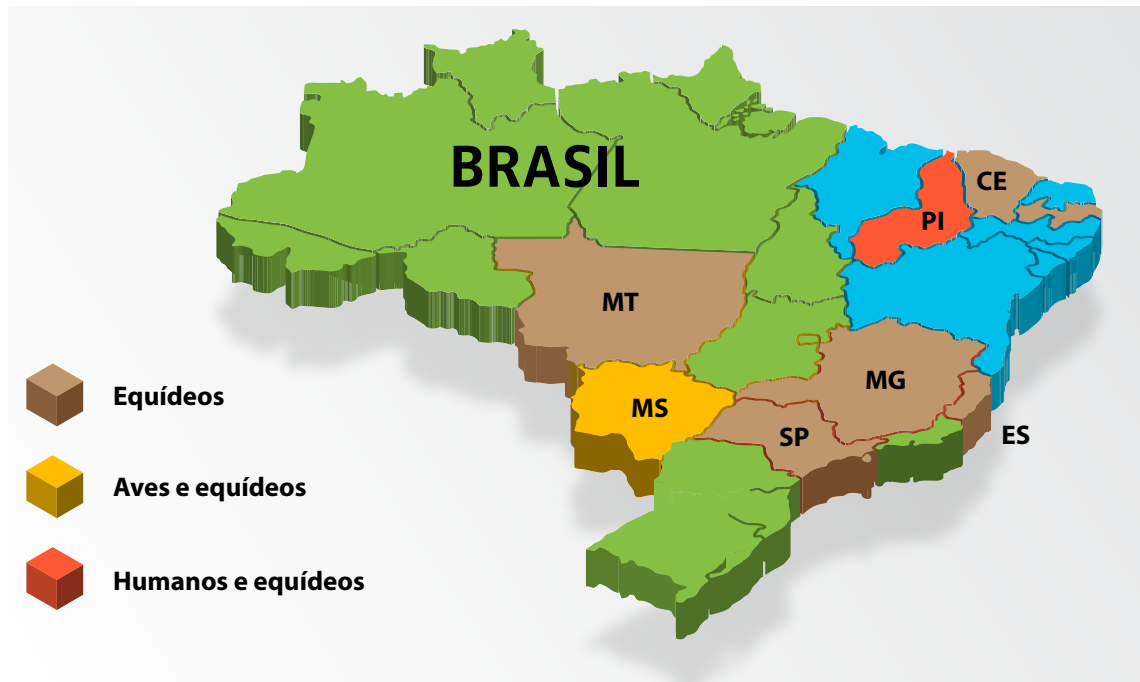 BRASIL
CE
PI
MT
MG
MS
SP
ES
Equídeos
Aves e equídeos
Humanos e equídeos